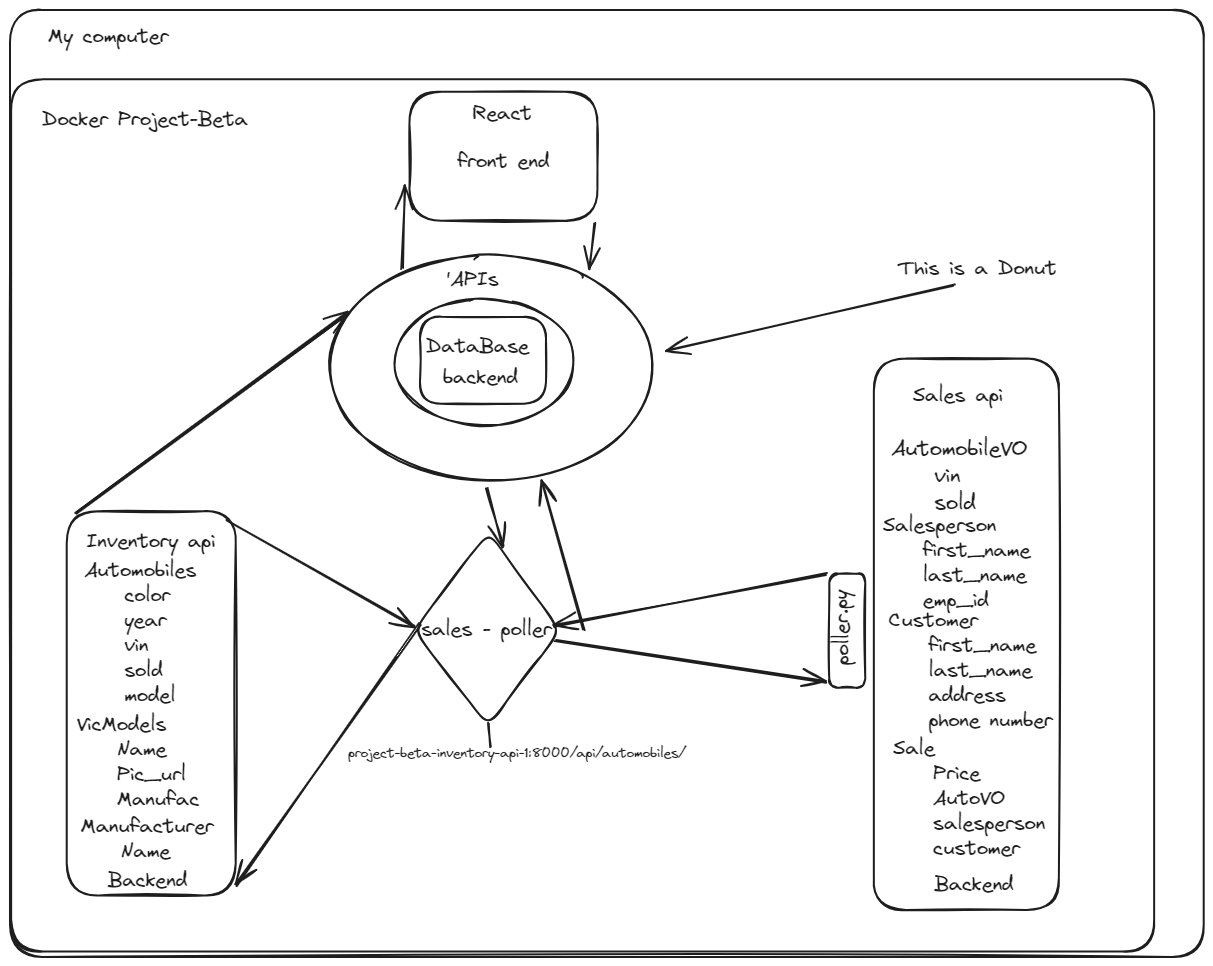 My computer
Docker Project-Beta
React
front end
'APIs
DataBase
backend
This is a Donut
Inventory api
Automobiles
color
year
vin
sold
model
VicModels
Name
Pic_url
Manufac
Manufacturer
Name
Backend
sales - poller
project-beta-inventory-api-1:8000/api/automobiles/
poller.py
Sales api
AutomobileVO
vin
sold
Salesperson
first_name
last_name
emp_id
Customer
first_name
last_name
address
phone number
Sale
Price
AutoVO
salesperson
customer
Backend